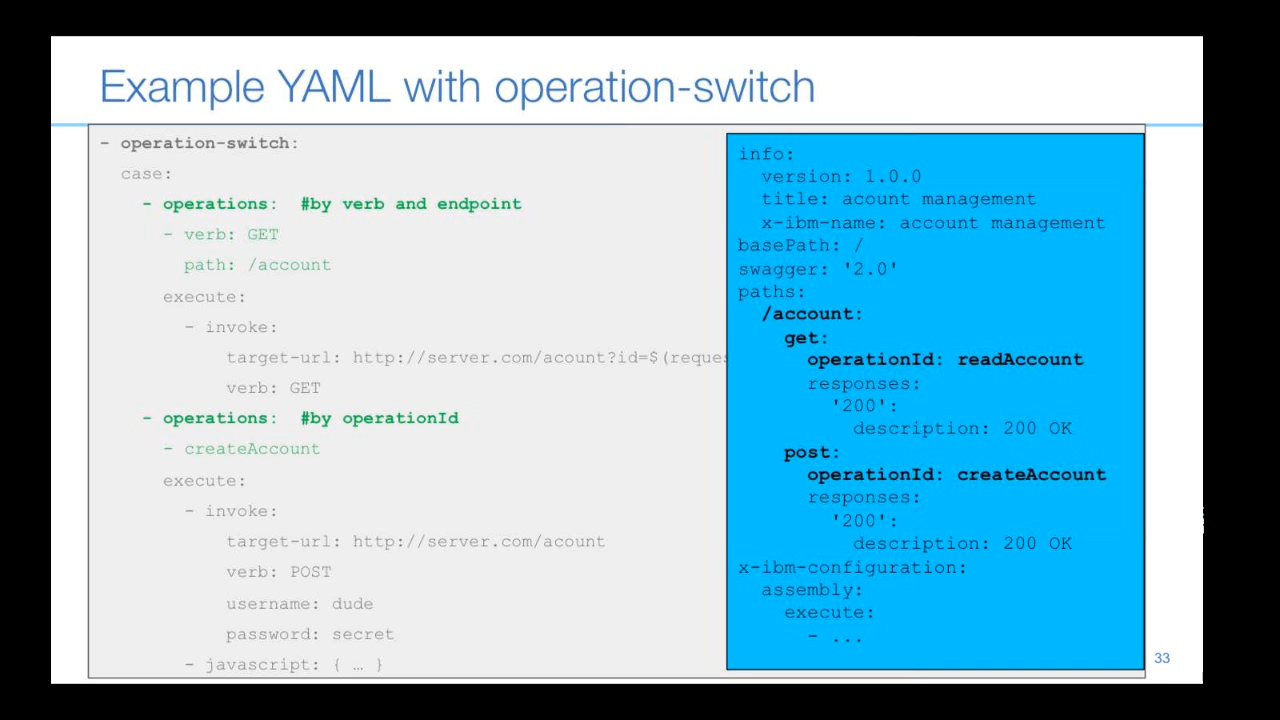 Example YAML with operation-switch
- operation-switch:
case:
- operations: #by verb and endpoint
- verb: GET
path: /account
execute:
- invoke:
target-url: http://server.com/acount?id=$(reques
verb: GET
- operations: #by operationId
- createAccount
execute:
- invoke:
target-url: http://server.com/acount
verb: POST
username: dude
password: secret
- javascript: { … }
info:
version: 1.0.0
title: acount management
x-ibm-name: account management
basePath: /
swagger: '2.0'
paths:
/account:
get:
operationId: readAccount
responses:
'200':
description: 200 OK
post:
operationId: createAccount
responses:
'200':
description: 200 OK
x-ibm-configuration:
assembly:
execute:
- ...
33